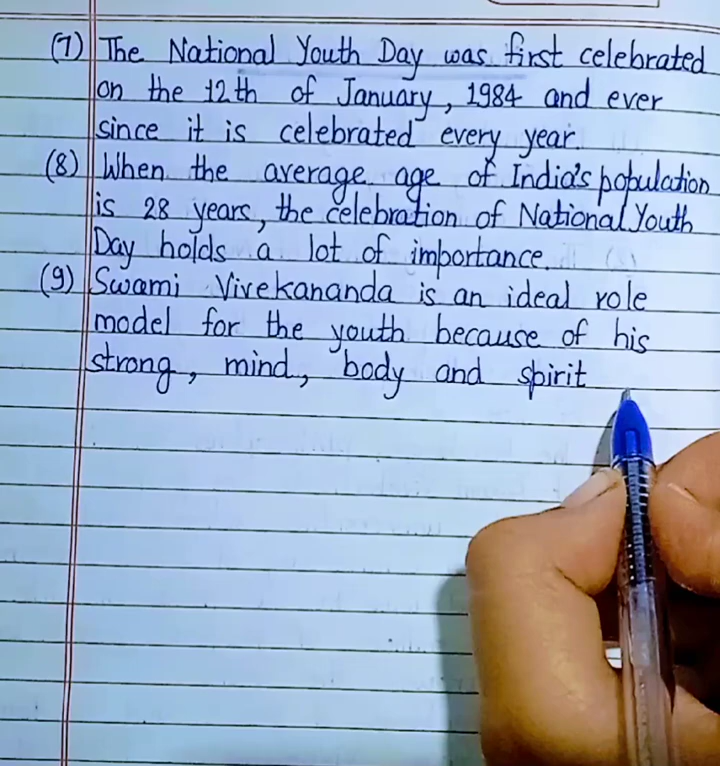 (7) The National Youth Day was first celebrated
on the 12th of January, 1984 and ever
since it is celebrated every year.
(8) When the average age of India's population
is 28 years, the celebration of National Youth
Day holds a lot of importance.
(9) Swami Vivekananda is an ideal role
model for the youth because of his
strong, mind, body and spirit